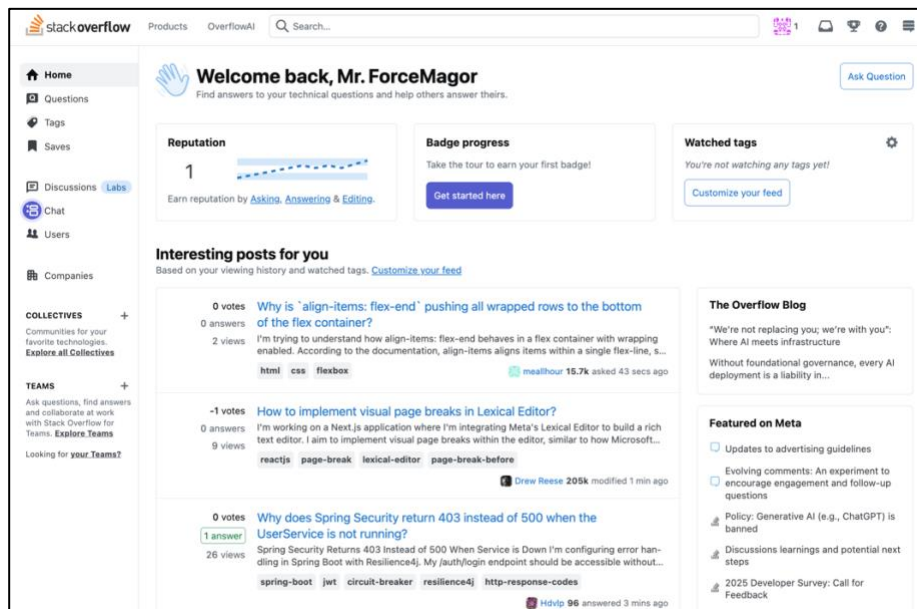 stackoverflow
Products
OverflowAI
Search...
1
Home
Questions
Tags
Saves
Discussions Labs
Chat
Users
Companies
COLLECTIVES +
Communities for your
favorite technologies.
Explore all Collectives
TEAMS +
Ask questions, find answers
and collaborate at work
with Stack Overflow for
Teams. Explore Teams
Looking for your Teams?
Welcome back, Mr. ForceMagor
Find answers to your technical questions and help others answer theirs.
Ask Question
Reputation
1
Earn reputation by Asking, Answering & Editing.
Badge progress
Take the tour to earn your first badge!
Get started here
Watched tags
You're not watching any tags yet!
Customize your feed
Interesting posts for you
Based on your viewing history and watched tags. Customize your feed
0 votes
0 answers
2 views
Why is `align-items: flex-end` pushing all wrapped rows to the bottom
of the flex container?
I'm trying to understand how align-items: flex-end behaves in a flex container with wrapping
enabled. According to the documentation, align-items aligns items within a single flex-line, s...
html css flexbox
meallhour 15.7k asked 43 secs ago
-1 votes
0 answers
9 views
How to implement visual page breaks in Lexical Editor?
I'm working on a Next.js application where I'm integrating Meta's Lexical Editor to build a rich
text editor. I aim to implement visual page breaks within the editor, similar to how Microsoft...
reactjs page-break lexical-editor page-break-before
Drew Reese 205k modified 1 min ago
0 votes
1 answer
26 views
Why does Spring Security return 403 instead of 500 when the
UserService is not running?
Spring Security Returns 403 Instead of 500 When Service is Down I'm configuring error han-
dling in Spring Boot with Resilience4j. My /auth/login endpoint should be accessible without...
spring-boot jwt circuit-breaker resilience4j http-response-codes
Hdvlp 96 answered 3 mins ago
The Overflow Blog
"We're not replacing you; we're with you":
Where AI meets infrastructure
Without foundational governance, every AI
deployment is a liability in...
Featured on Meta
Updates to advertising guidelines
Evolving comments: An experiment to
encourage engagement and follow-up
questions
Policy: Generative AI (e.g., ChatGPT) is
banned
Discussions learnings and potential next
steps
2025 Developer Survey: Call for
Feedback